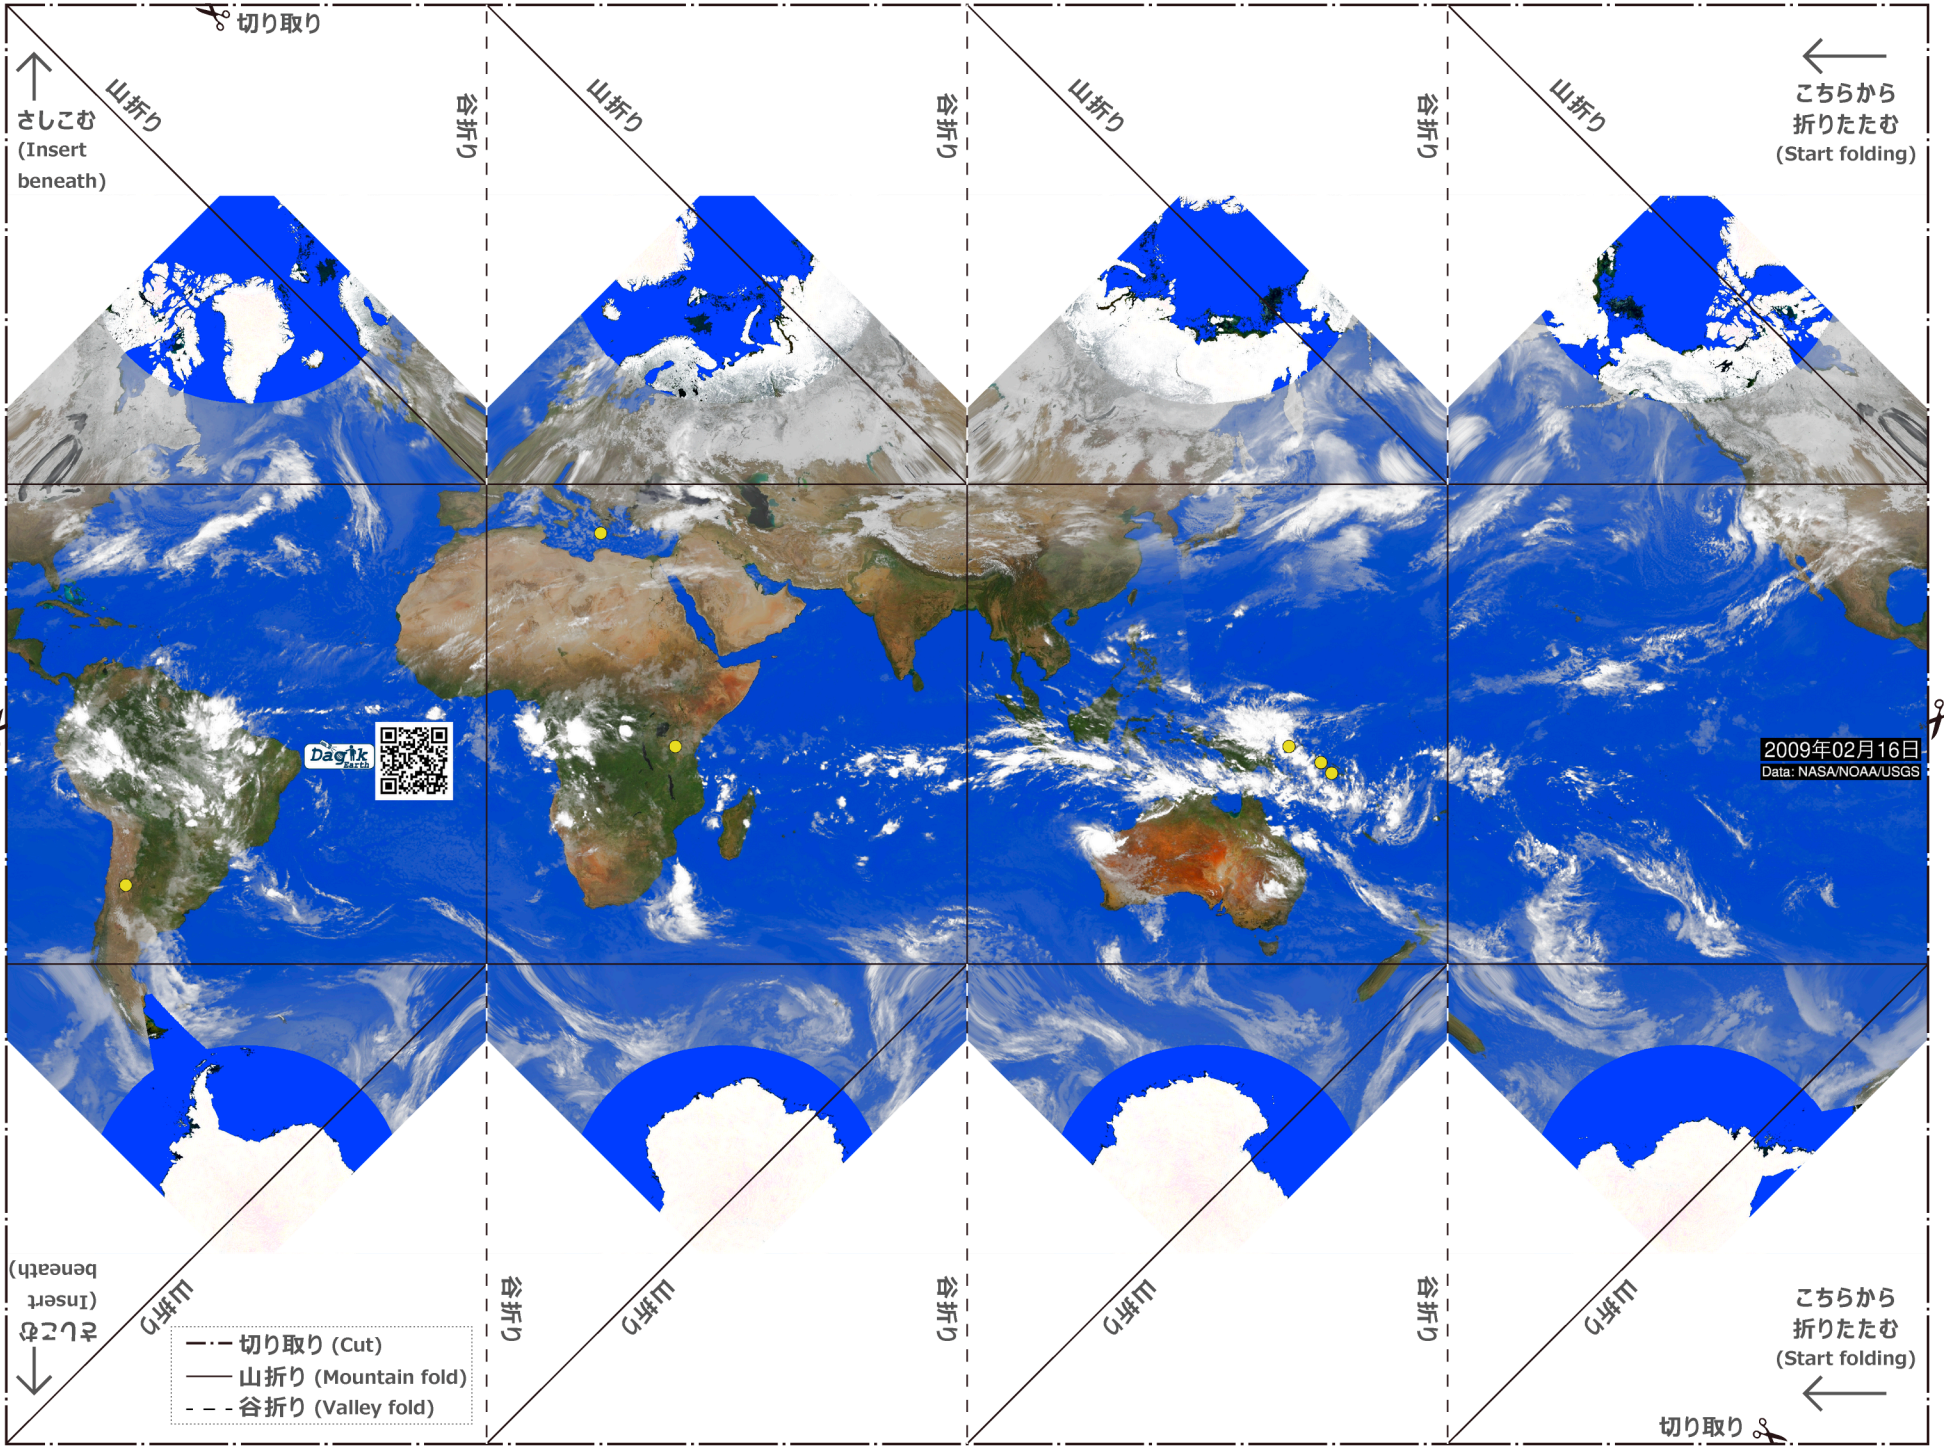 切り取り
山折り
谷折り
山折り
谷折り
山折り
谷折り
山折り
こちらから
折りたたむ
(Start folding)
さしこむ
(Insert
beneath)
Dagik
Earth
2009年02月16日
Data: NASA/NOAA/USGS
さしこむ
(Insert
beneath)
山折り
谷折り
山折り
谷折り
山折り
谷折り
山折り
こちらから
折りたたむ
(Start folding)
切り取り (Cut)
山折り (Mountain fold)
谷折り (Valley fold)
切り取り